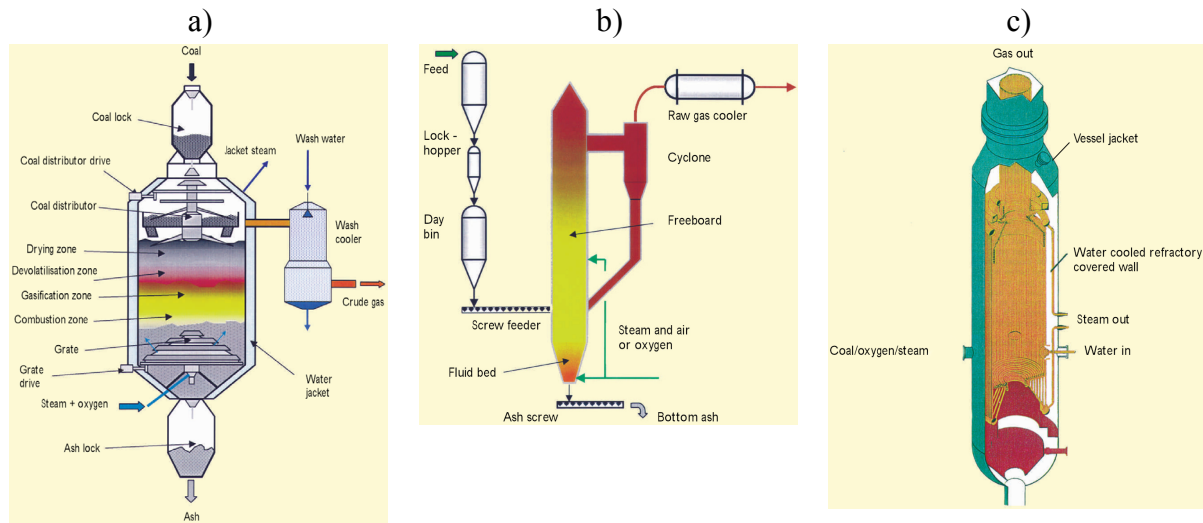 a)
Coal
Coal lock
Wash water
Jacket steam
Coal distributor drive
Coal distributor
Wash
cooler
Drying zone
Devolatilisation zone
Gasification zone
Crude gas
Combustion zone
Grate
Grate
drive
Water
jacket
Steam + oxygen
Ash lock
Ash
b)
Feed
Raw gas cooler
Lock -
hopper
Cyclone
Day
bin
Freeboard
Screw feeder
Steam and air
or oxygen
Fluid bed
Ash screw
Bottom ash
c)
Gas out
Vessel jacket
Water cooled refractory
covered wall
Steam out
Coal/oxygen/steam
Water in